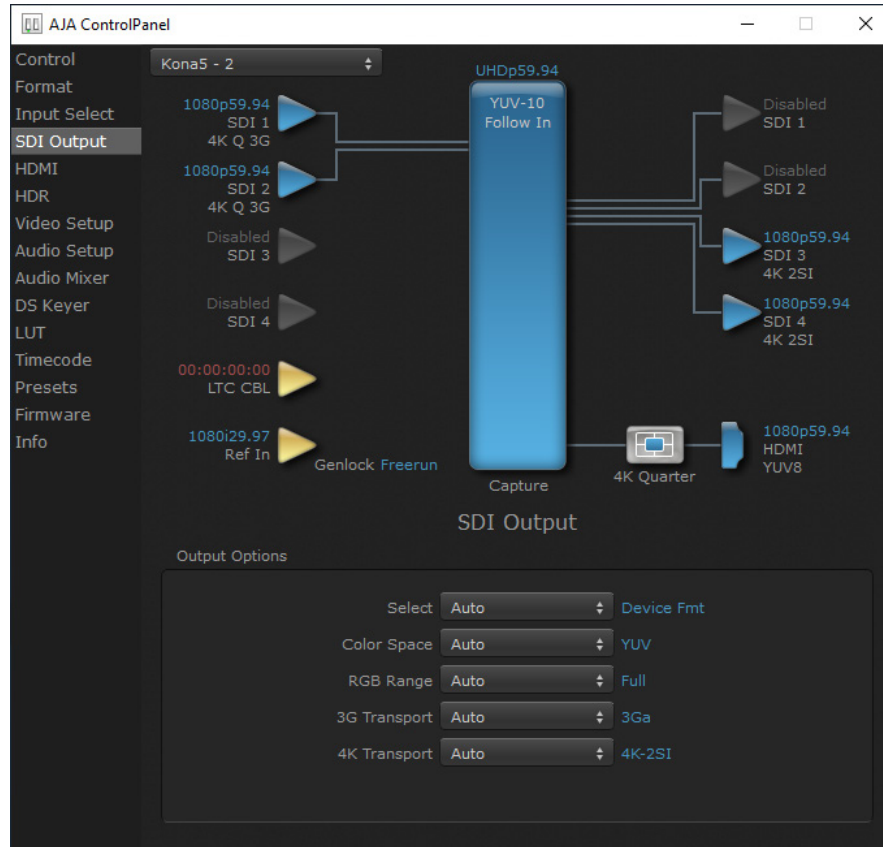 AJA ControlPanel
Control
Format
Input Select
SDI Output
HDMI
HDR
Video Setup
Audio Setup
Audio Mixer
DS Keyer
LUT
Timecode
Presets
Firmware
Info
Kona5 - 2
UHDp59.94
YUV-10
Follow In
1080p59.94
SDI 1
4K Q 3G
1080p59.94
SDI 2
4K Q 3G
Disabled
SDI 3
Disabled
SDI 4
00:00:00:00
LTC CBL
1080i29.97
Ref In
Genlock Freerun
Capture
Disabled
SDI 1
Disabled
SDI 2
1080p59.94
SDI 3
4K 2SI
1080p59.94
SDI 4
4K 2SI
4K Quarter
1080p59.94
HDMI
YUV8
SDI Output
Output Options
Select Auto Device Fmt
Color Space Auto YUV
RGB Range Auto Full
3G Transport Auto 3Ga
4K Transport Auto 4K-2SI